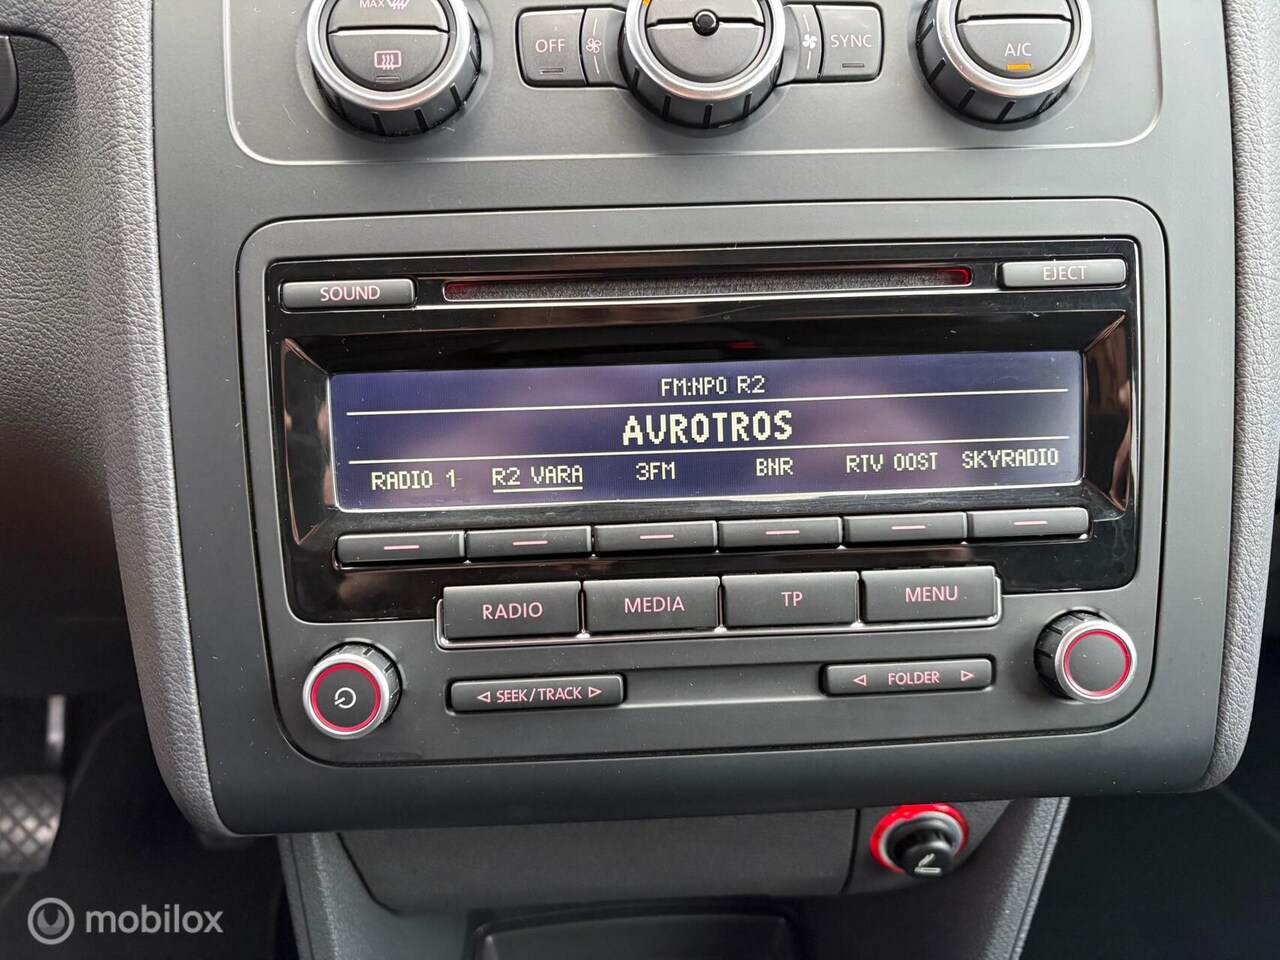 MAX
OFF
SYNC
A/C
SOUND
EJECT
FM:NPO R2
AVROTROS
RADIO 1 R2 VARA 3FM BNR RTV OOST SKYRADIO
RADIO MEDIA TP MENU
SEEK/TRACK
FOLDER
mobilox